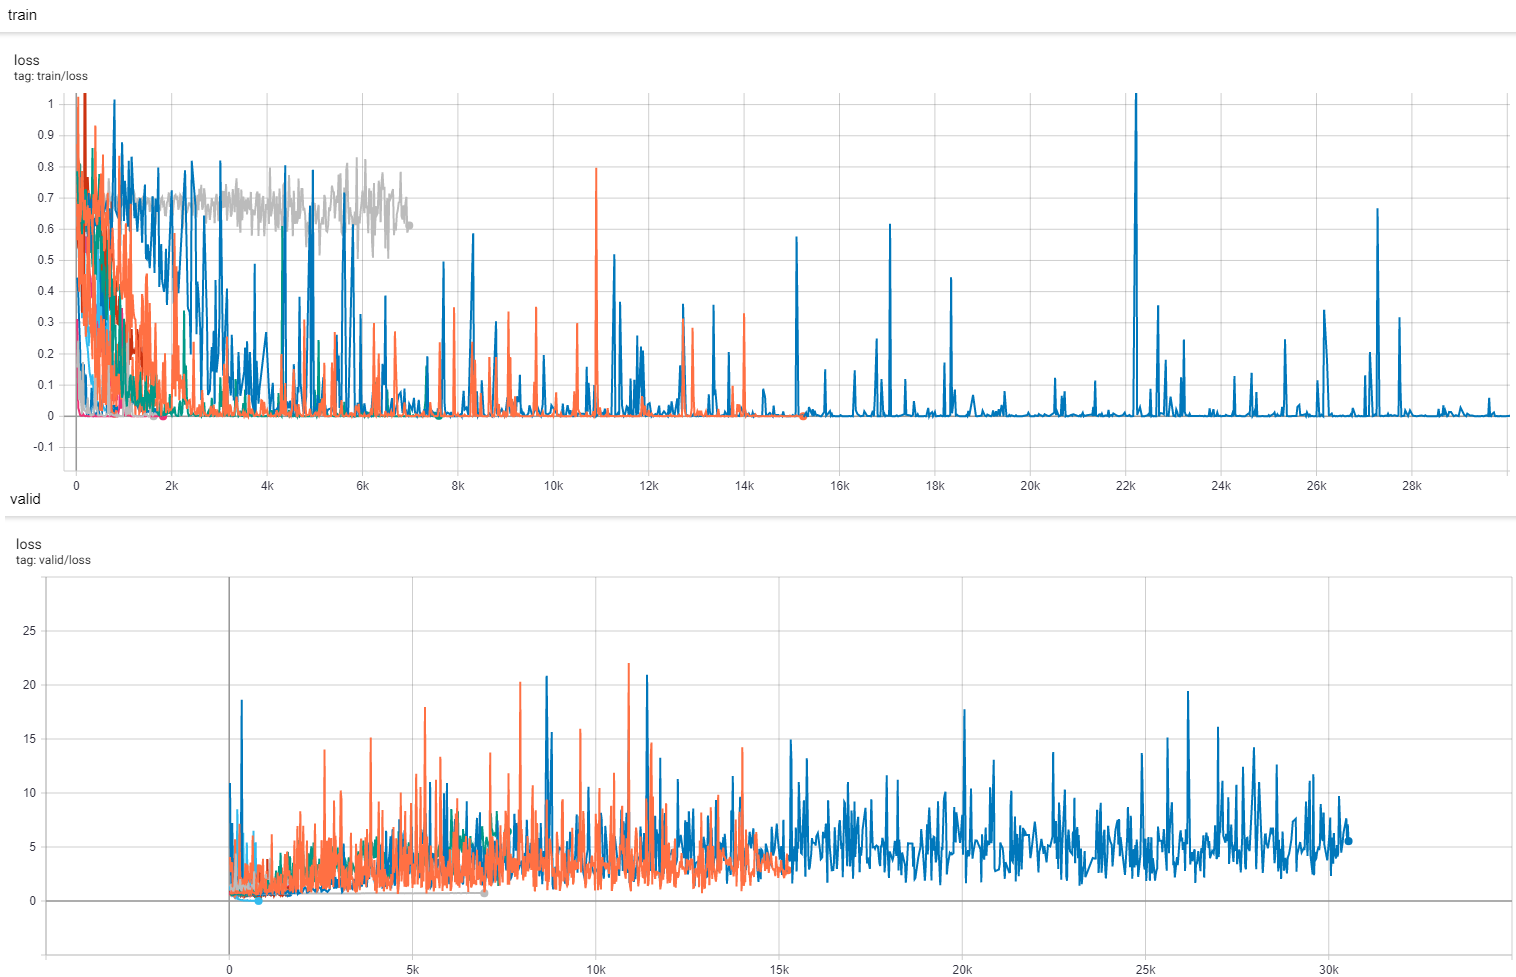 train
loss
tag: train/loss
1
0.9
0.8
0.7
0.6
0.5
0.4
0.3
0.2
0.1
0
-0.1
0 2k 4k 6k 8k 10k 12k 14k 16k 18k 20k 22k 24k 26k 28k
valid
loss
tag: valid/loss
25
20
15
10
5
0
0 5k 10k 15k 20k 25k 30k